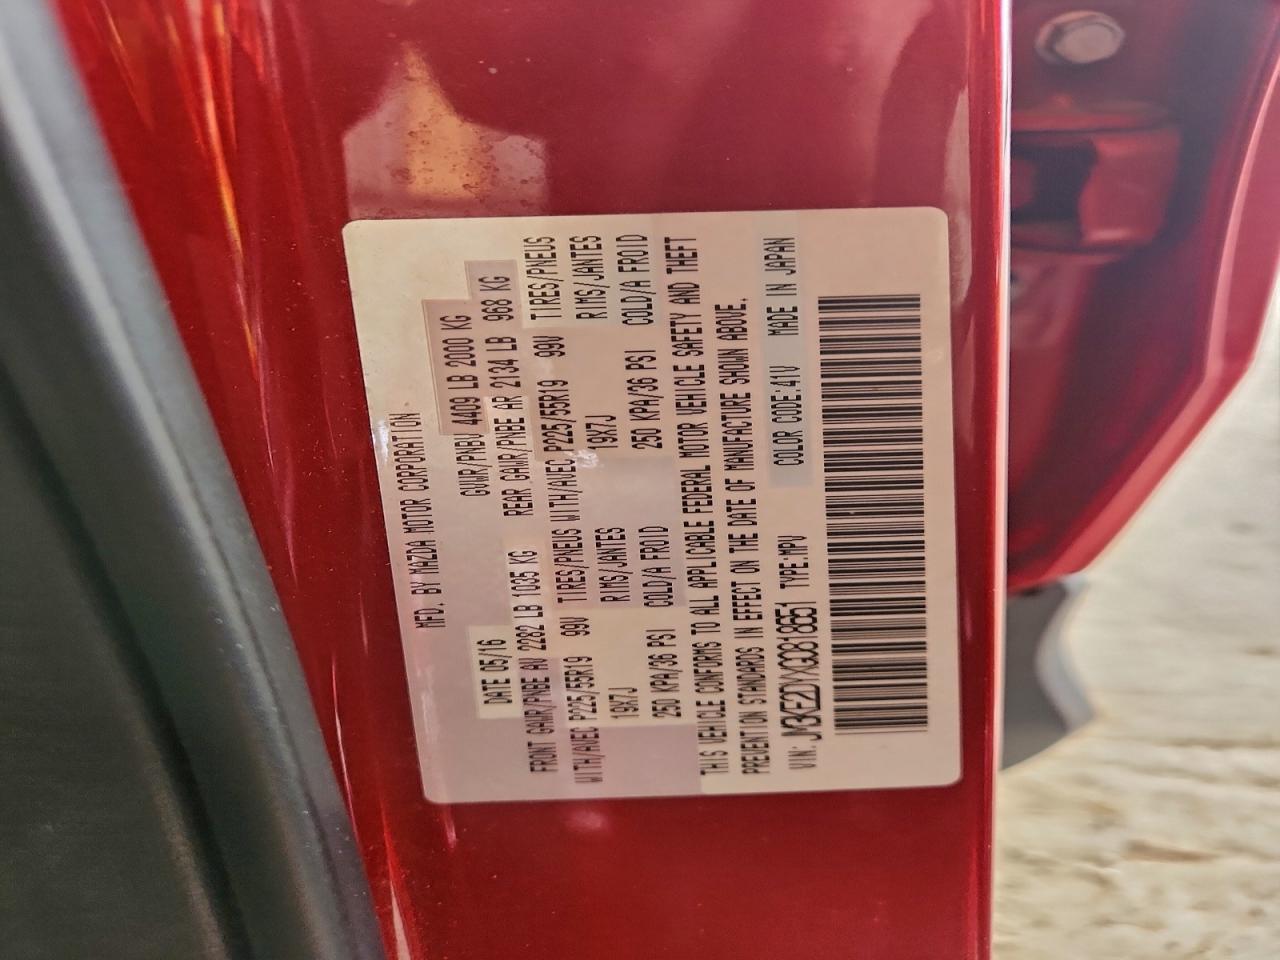 MFD. BY MAZDA MOTOR CORPORATION
DATE 05/16 GVWR/PNBV 4409 LB 2000 KG
FRONT GAWR/PNBE AV 2282 LB 1035 KG REAR GAWR/PNBE AR 2134 LB 968 KG
WITH/AVEC P225/55R19 99V TIRES/PNEUS WITH/AVEC P225/55R19 99V TIRES/PNEUS
19X7J RIMS/JANTES 19X7J RIMS/JANTES
250 KPA/36 PSI COLD/A FROID 250 KPA/36 PSI COLD/A FROID
THIS VEHICLE CONFORMS TO ALL APPLICABLE FEDERAL MOTOR VEHICLE SAFETY AND THEFT
PREVENTION STANDARDS IN EFFECT ON THE DATE OF MANUFACTURE SHOWN ABOVE.
VIN: JM3KE2DYXG0818651 TYPE:MPV COLOR CODE:41V MADE IN JAPAN